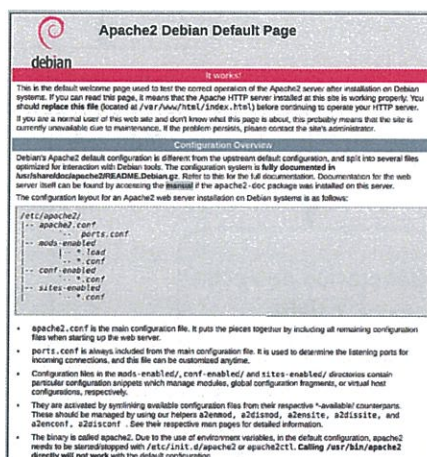 Apache2 Debian Default Page
debian
It works!
This is the default welcome page used to test the correct operation of the Apache2 server after installation on Debian
systems. If you can read this page, it means that the Apache HTTP server installed at this site is working properly. You
should replace this file (located at /var/www/html/index.html) before continuing to operate your HTTP server.
If you are a normal user of this web site and don't know what this page is about, this probably means that the site is
currently unavailable due to maintenance. If the problem persists, please contact the site's administrator.
Configuration Overview
Debian's Apache2 default configuration is different from the upstream default configuration, and split into several files
optimized for interaction with Debian tools. The configuration system is fully documented in
/usr/share/doc/apache2/README.Debian.gz. Refer to this for the full documentation. Documentation for the web
server itself can be found by accessing the manual if the apache2-doc package was installed on this server.
The configuration layout for an Apache2 web server installation on Debian systems is as follows:
/etc/apache2/
|-- apache2.conf
|   `-- ports.conf
|-- mods-enabled
|   |-- *.load
|   `-- *.conf
|-- conf-enabled
|   `-- *.conf
|-- sites-enabled
|   `-- *.conf
• apache2.conf is the main configuration file. It puts the pieces together by including all remaining configuration
files when starting up the web server.
• ports.conf is always included from the main configuration file. It is used to determine the listening ports for
incoming connections, and this file can be customized anytime.
• Configuration files in the mods-enabled/, conf-enabled/ and sites-enabled/ directories contain
particular configuration snippets which manage modules, global configuration fragments, or virtual host
configurations, respectively.
• They are activated by symlinking available configuration files from their respective *-available/ counterparts.
These should be managed by using our helpers a2enmod, a2dismod, a2ensite, a2dissite, and
a2enconf, a2disconf . See their respective man pages for detailed information.
• The binary is called apache2. Due to the use of environment variables, in the default configuration, apache2
needs to be started/stopped with /etc/init.d/apache2 or apache2ctl. Calling /usr/bin/apache2
directly will not work with the default configuration.